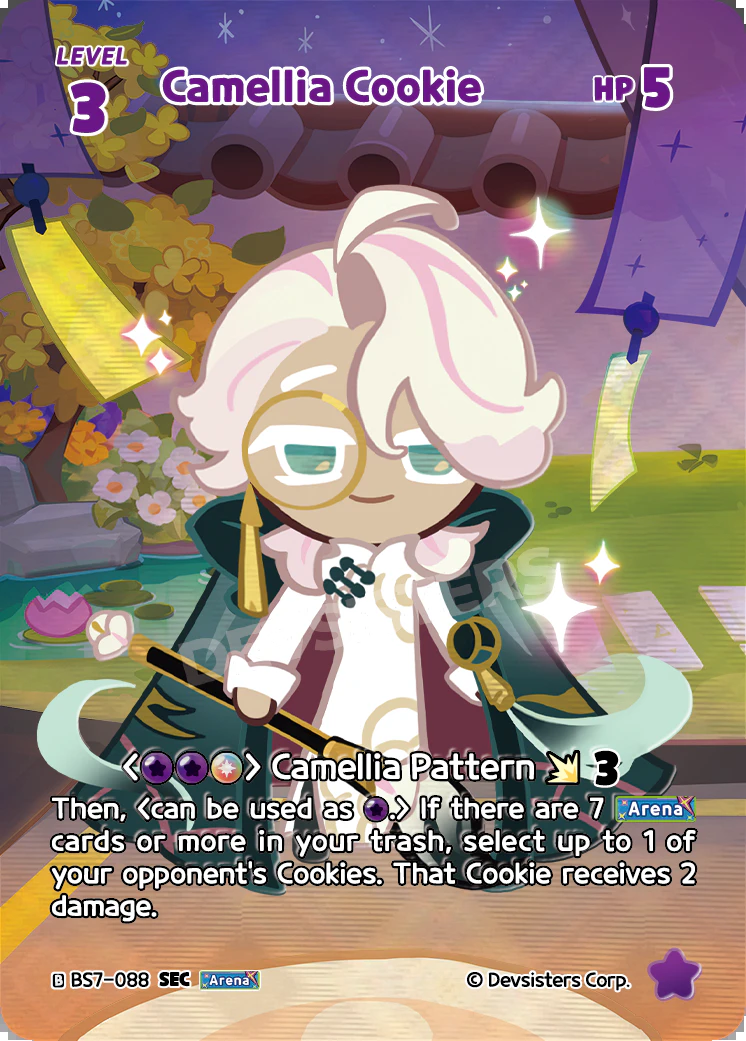 LEVEL
3
Camellia Cookie
HP 5
DEVSISTERS
< > Camellia Pattern 3
Then, <can be used as .> If there are 7 Arena
cards or more in your trash, select up to 1 of
your opponent's Cookies. That Cookie receives 2
damage.
B BS7-088 SEC Arena
© Devsisters Corp.